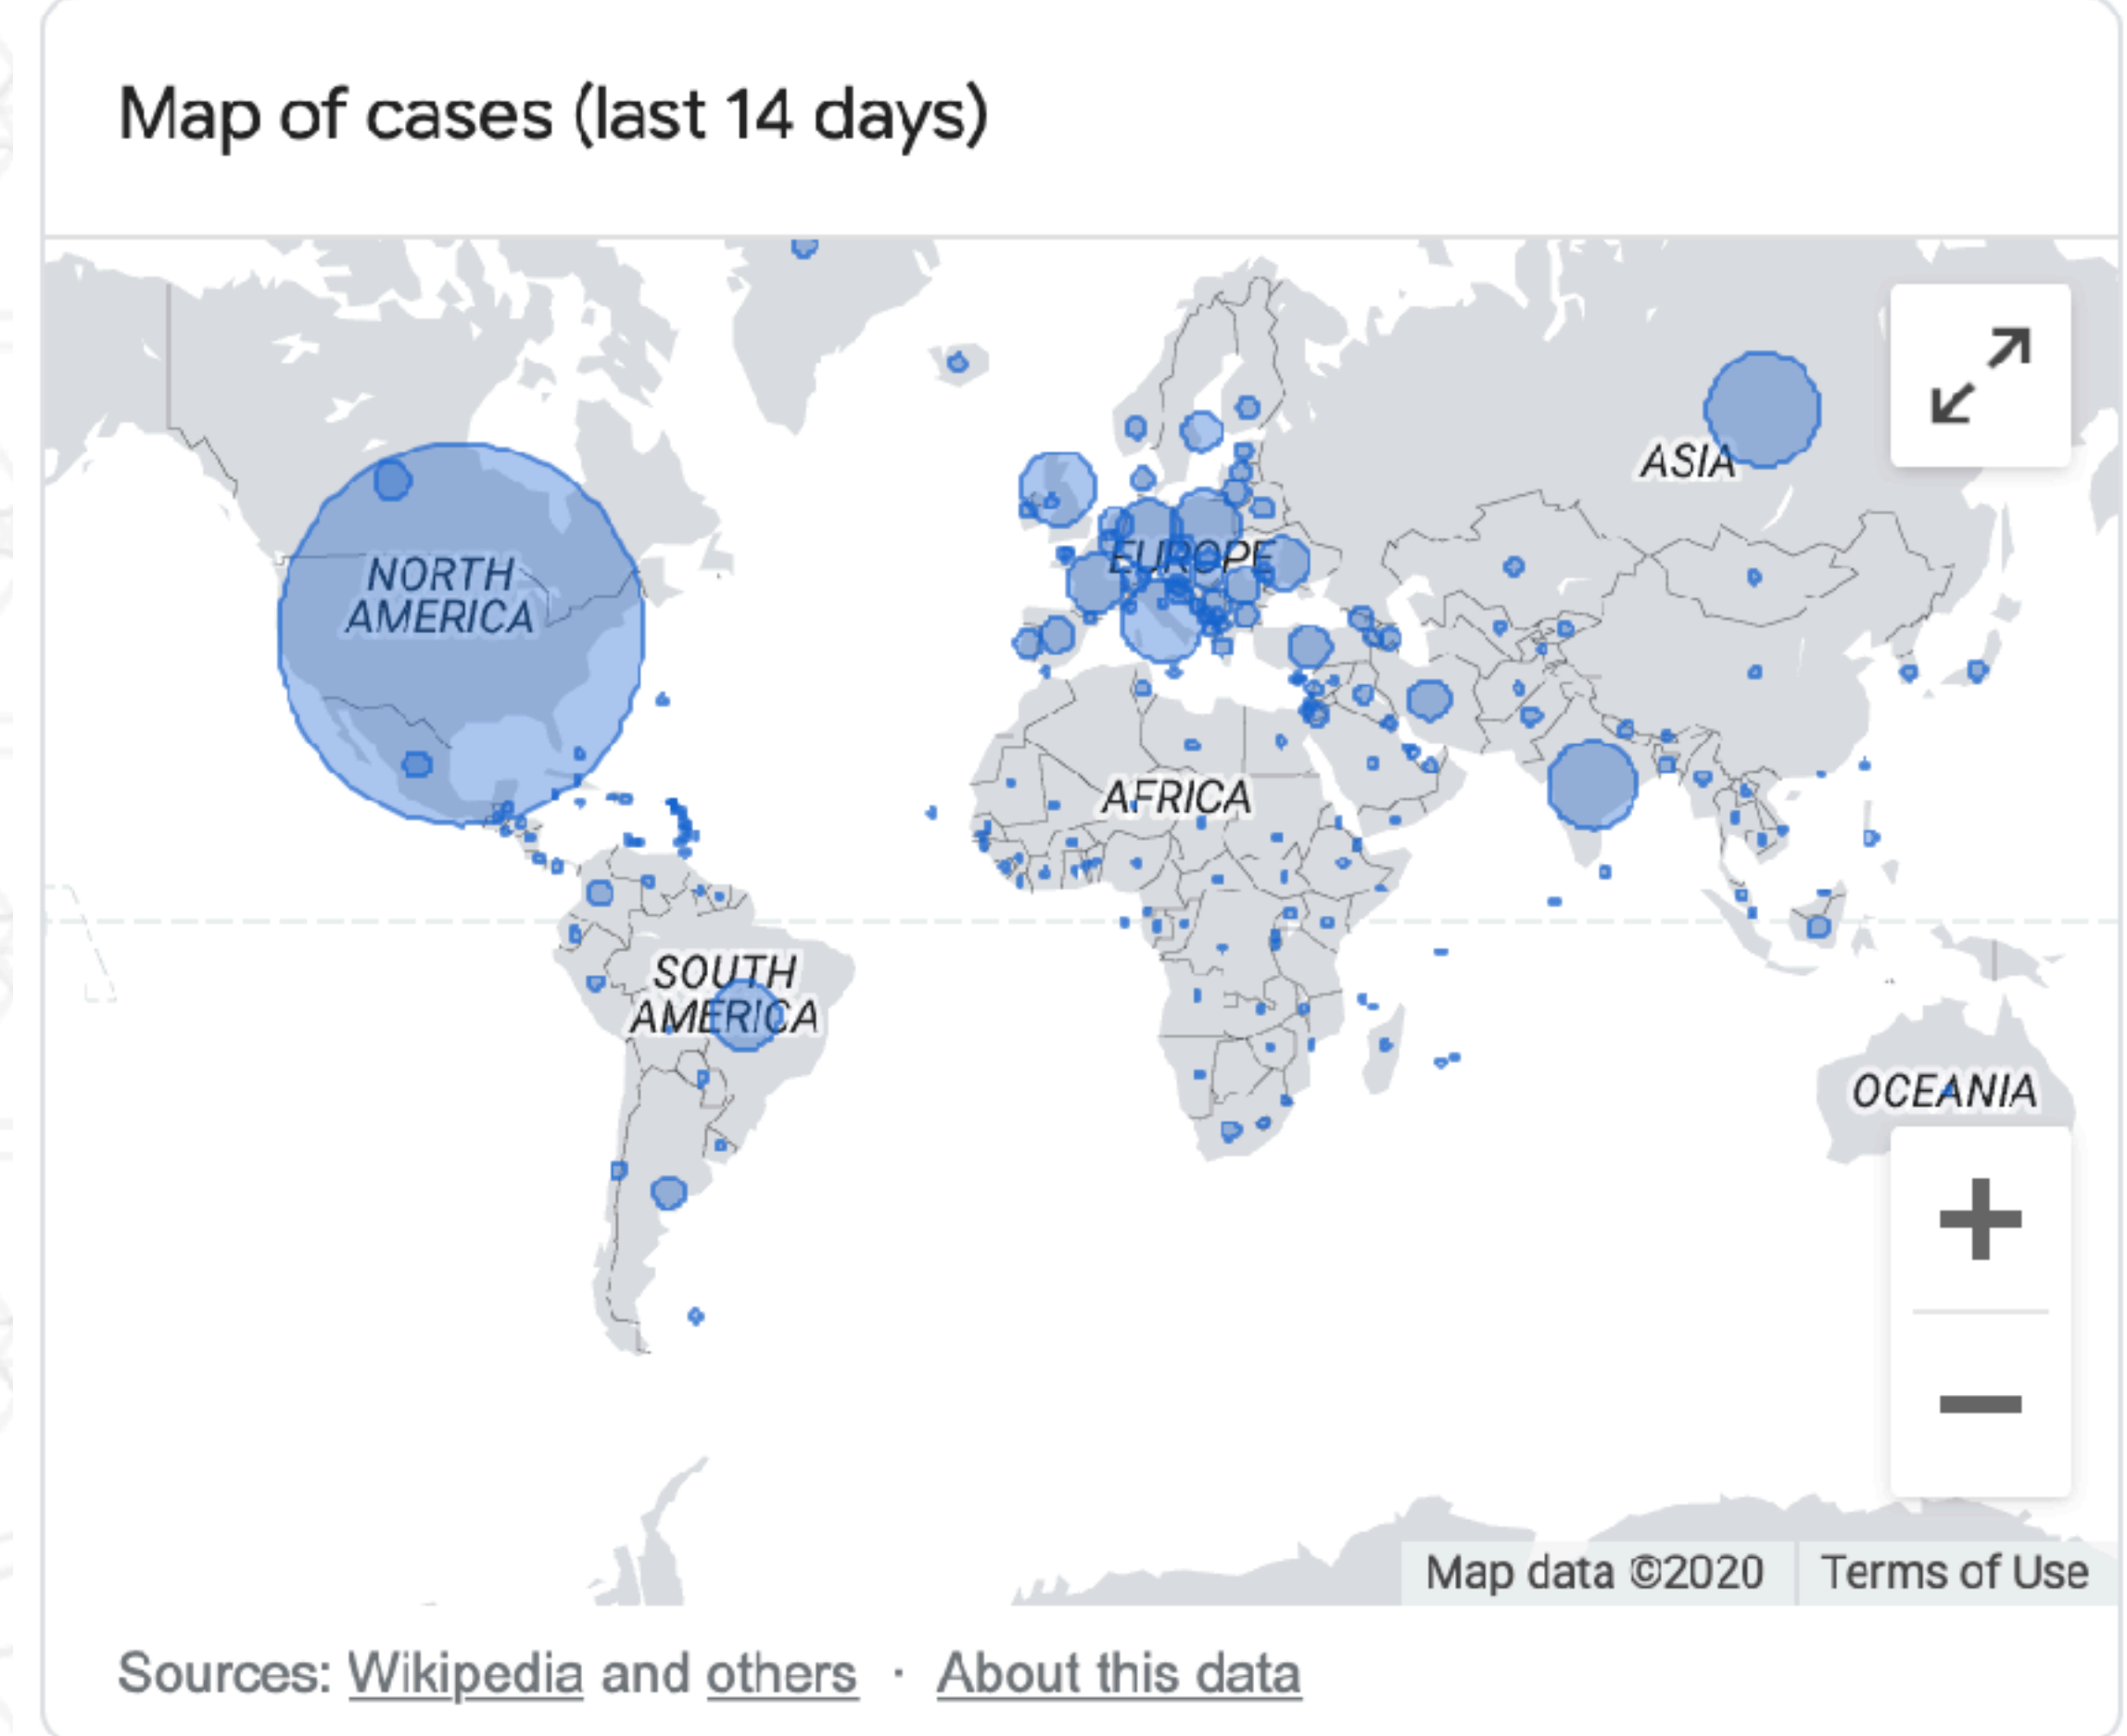 Map of cases (last 14 days)
ASIA
NORTH
AMERICA
EUROPE
AFRICA
SOUTH
AMERICA
OCEANIA
+
−
Map data ©2020 Terms of Use
Sources: Wikipedia and others · About this data